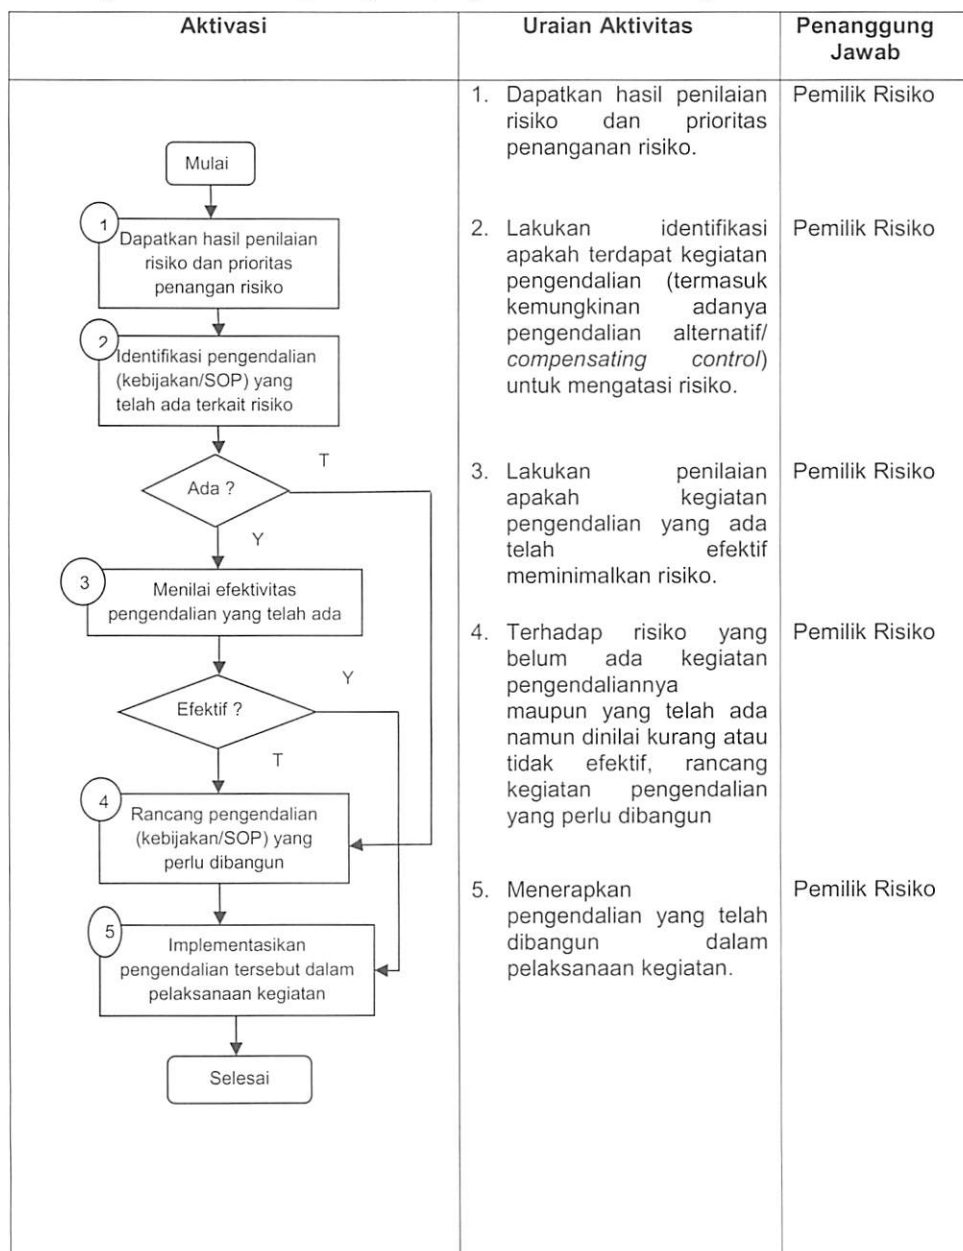 Aktivasi
Uraian Aktivitas
Penanggung
Jawab
Mulai
1
Dapatkan hasil penilaian
risiko dan prioritas
penangan risiko
2
Identifikasi pengendalian
(kebijakan/SOP) yang
telah ada terkait risiko
Ada ?
T
Y
3
Menilai efektivitas
pengendalian yang telah ada
Efektif ?
Y
T
4
Rancang pengendalian
(kebijakan/SOP) yang
perlu dibangun
5
Implementasikan
pengendalian tersebut dalam
pelaksanaan kegiatan
Selesai
1. Dapatkan hasil penilaian
risiko dan prioritas
penanganan risiko.
Pemilik Risiko
2. Lakukan identifikasi
apakah terdapat kegiatan
pengendalian (termasuk
kemungkinan adanya
pengendalian alternatif/
compensating control)
untuk mengatasi risiko.
Pemilik Risiko
3. Lakukan penilaian
apakah kegiatan
pengendalian yang ada
telah efektif
meminimalkan risiko.
Pemilik Risiko
4. Terhadap risiko yang
belum ada kegiatan
pengendaliannya
maupun yang telah ada
namun dinilai kurang atau
tidak efektif, rancang
kegiatan pengendalian
yang perlu dibangun
Pemilik Risiko
5. Menerapkan
pengendalian yang telah
dibangun dalam
pelaksanaan kegiatan.
Pemilik Risiko